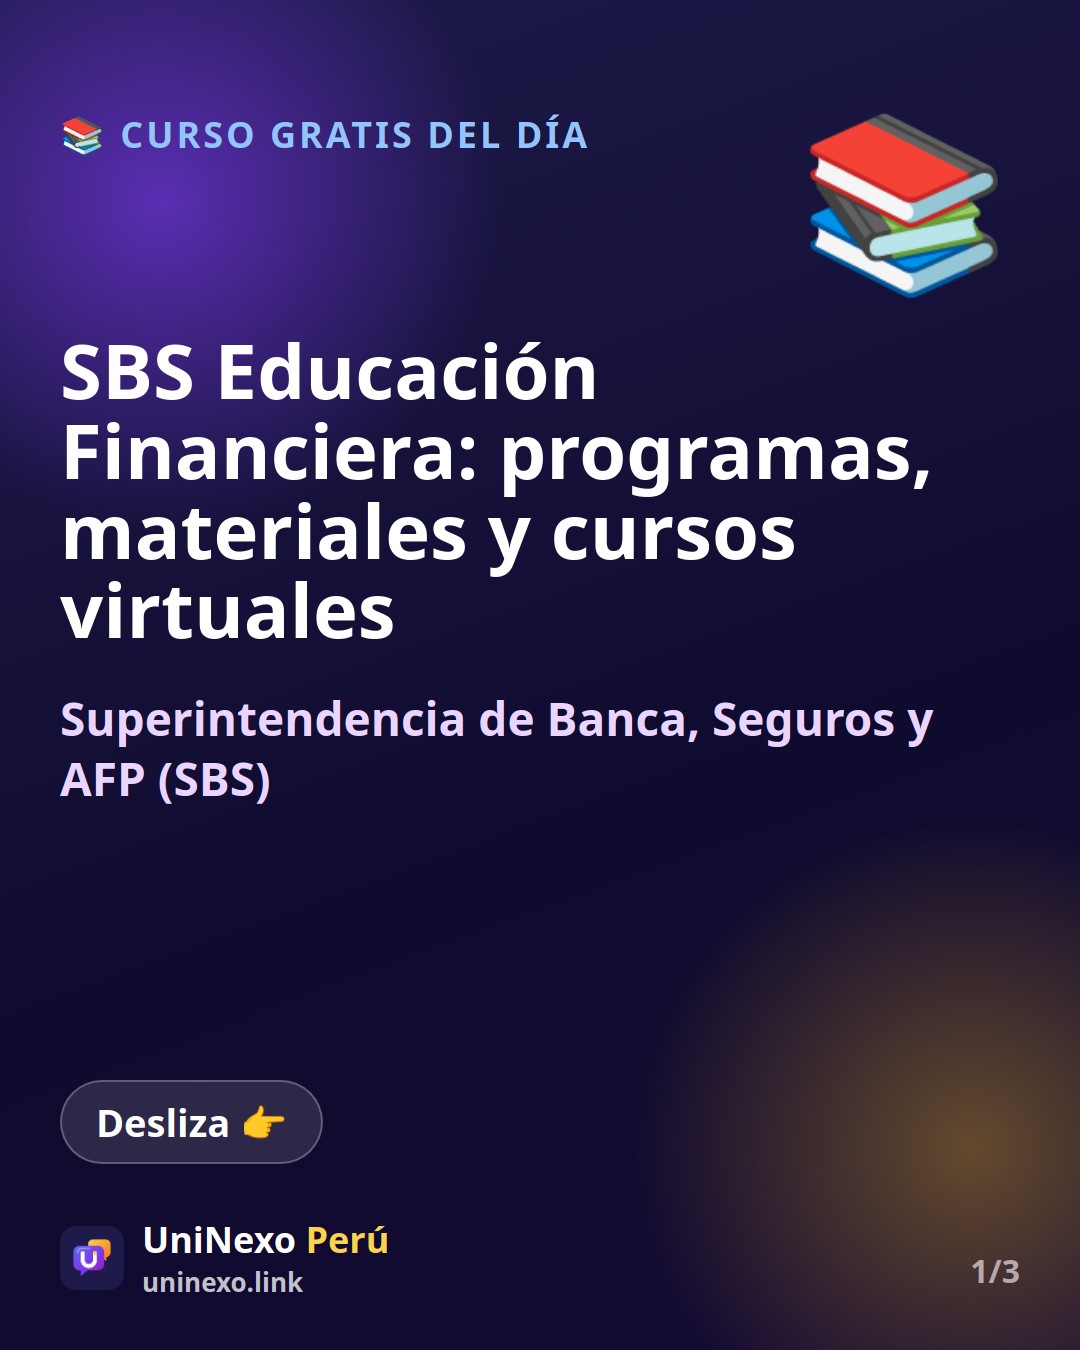 📚 CURSO GRATIS DEL DÍA
SBS Educación
Financiera: programas,
materiales y cursos
virtuales
Superintendencia de Banca, Seguros y
AFP (SBS)
Desliza 👉
UniNexo Perú
uninexo.link
1/3